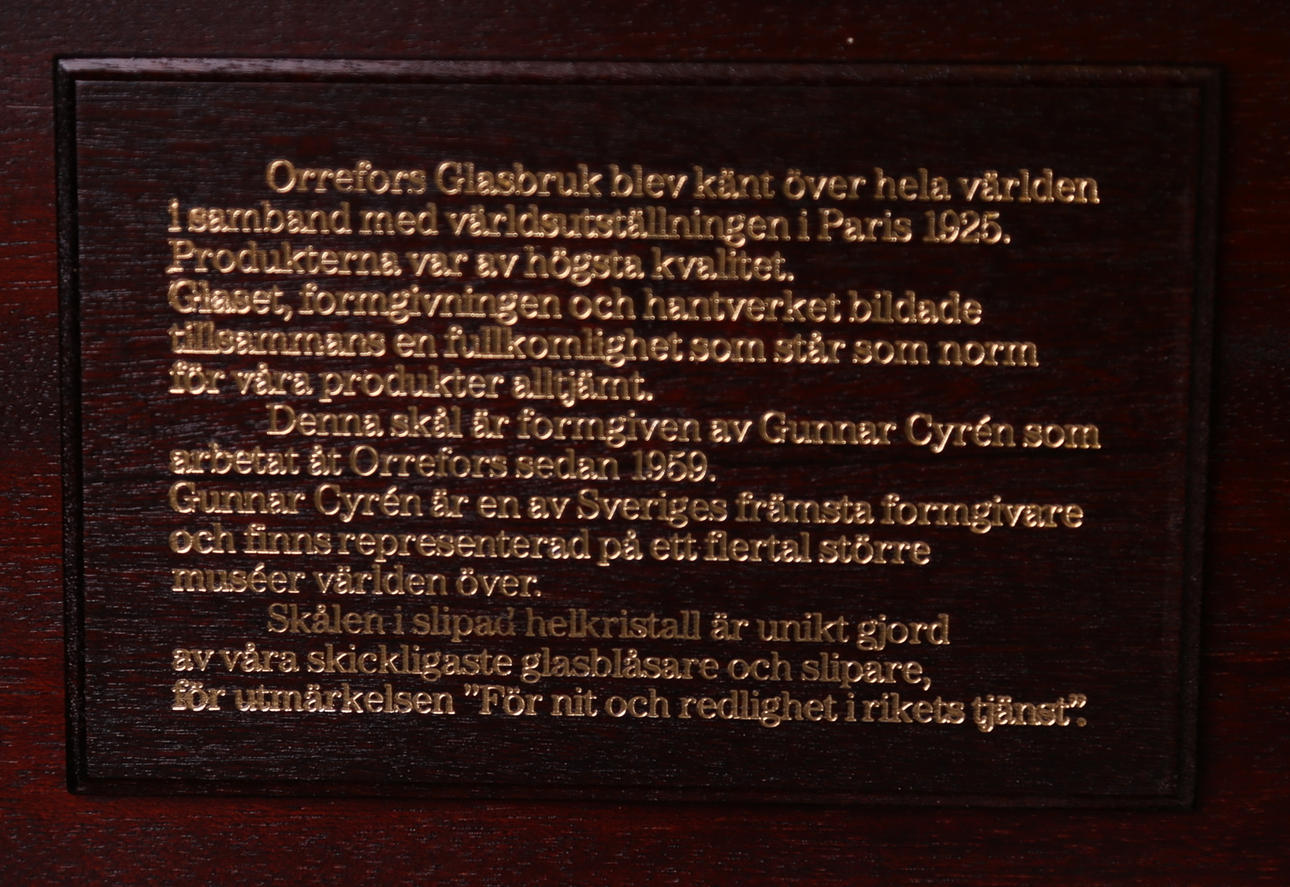 Orrefors Glasbruk blev känt över hela världen
i samband med världsutställningen i Paris 1925.
Produkterna var av högsta kvalitet.
Glaset, formgivningen och hantverket bildade
tillsammans en fullkomlighet som står som norm
för våra produkter alltjämt.
Denna skål är formgiven av Gunnar Cyrén som
arbetat åt Orrefors sedan 1959.
Gunnar Cyrén är en av Sveriges främsta formgivare
och finns representerad på ett flertal större
muséer världen över.
Skålen i slipad helkristall är unikt gjord
av våra skickligaste glasblåsare och slipare,
för utmärkelsen ”För nit och redlighet i rikets tjänst”.